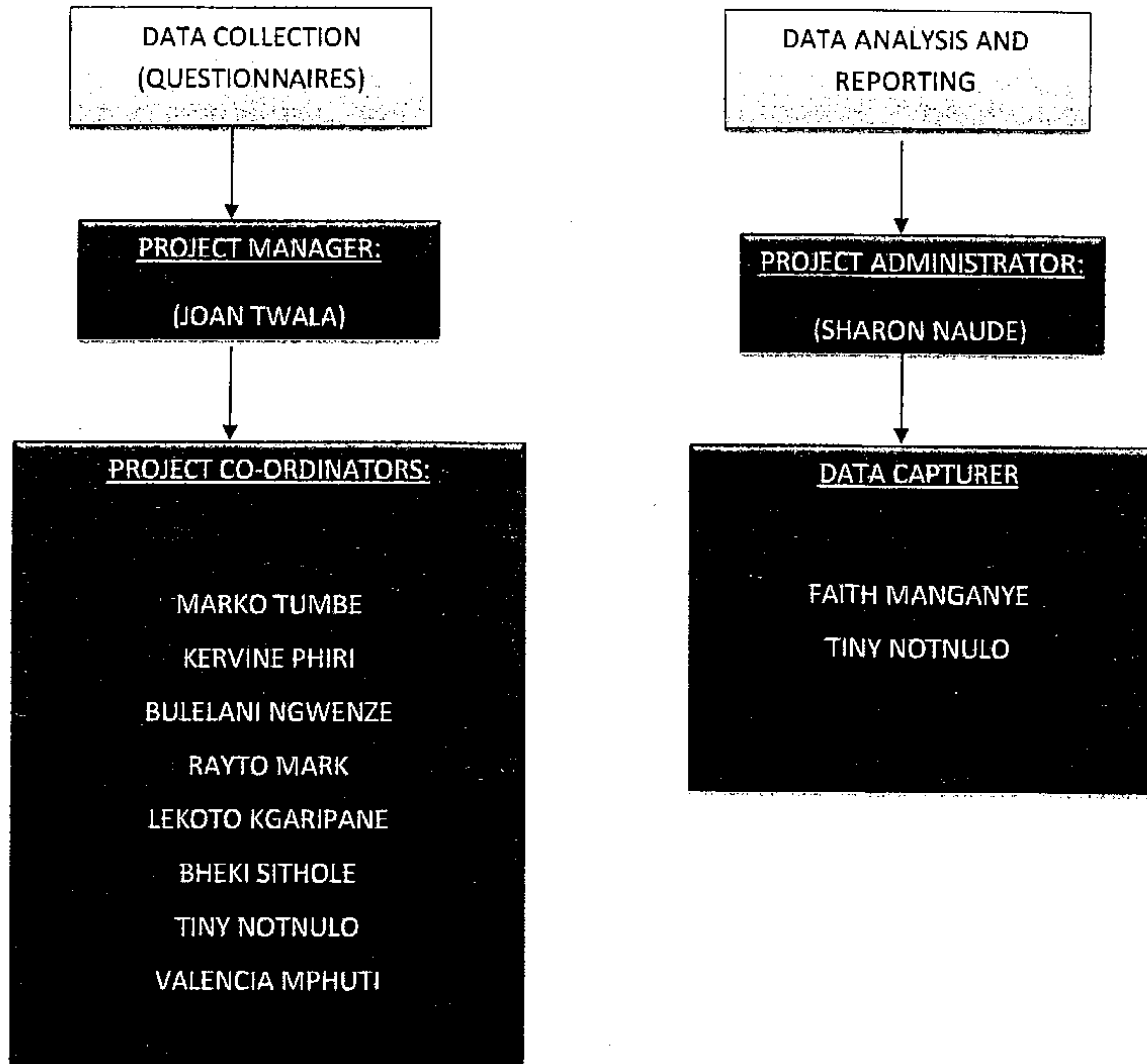 DATA COLLECTION
(QUESTIONNAIRES)
PROJECT MANAGER:
(JOAN TWALA)
PROJECT CO-ORDINATORS:
MARKO TUMBE
KERVINE PHIRI
BULELANI NGWENZE
RAYTO MARK
LEKOTO KGARIPANE
BHEKI SITHOLE
TINY NOTNULO
VALENCIA MPHUTI
DATA ANALYSIS AND
REPORTING
PROJECT ADMINISTRATOR:
(SHARON NAUDE)
DATA CAPTURER
FAITH MANGANYE
TINY NOTNULO